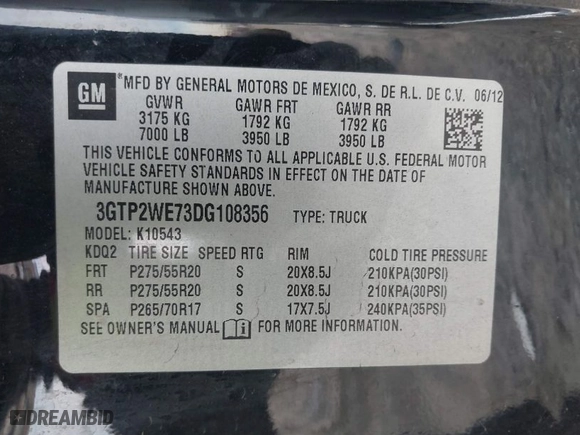 GM
*MFD BY GENERAL MOTORS DE MEXICO, S. DE R.L. DE C.V. 06/12
GVWR GAWR FRT GAWR RR
3175 KG 1792 KG 1792 KG
7000 LB 3950 LB 3950 LB
THIS VEHICLE CONFORMS TO ALL APPLICABLE U.S. FEDERAL MOTOR
VEHICLE SAFETY STANDARDS IN EFFECT ON THE DATE OF
MANUFACTURE SHOWN ABOVE.
3GTP2WE73DG108356 TYPE: TRUCK
MODEL: K10543
KDQ2 TIRE SIZE SPEED RTG RIM COLD TIRE PRESSURE
FRT P275/55R20 S 20X8.5J 210KPA(30PSI)
RR P275/55R20 S 20X8.5J 210KPA(30PSI)
SPA P265/70R17 S 17X7.5J 240KPA(35PSI)
SEE OWNER'S MANUAL FOR MORE INFORMATION.
DREAMBID